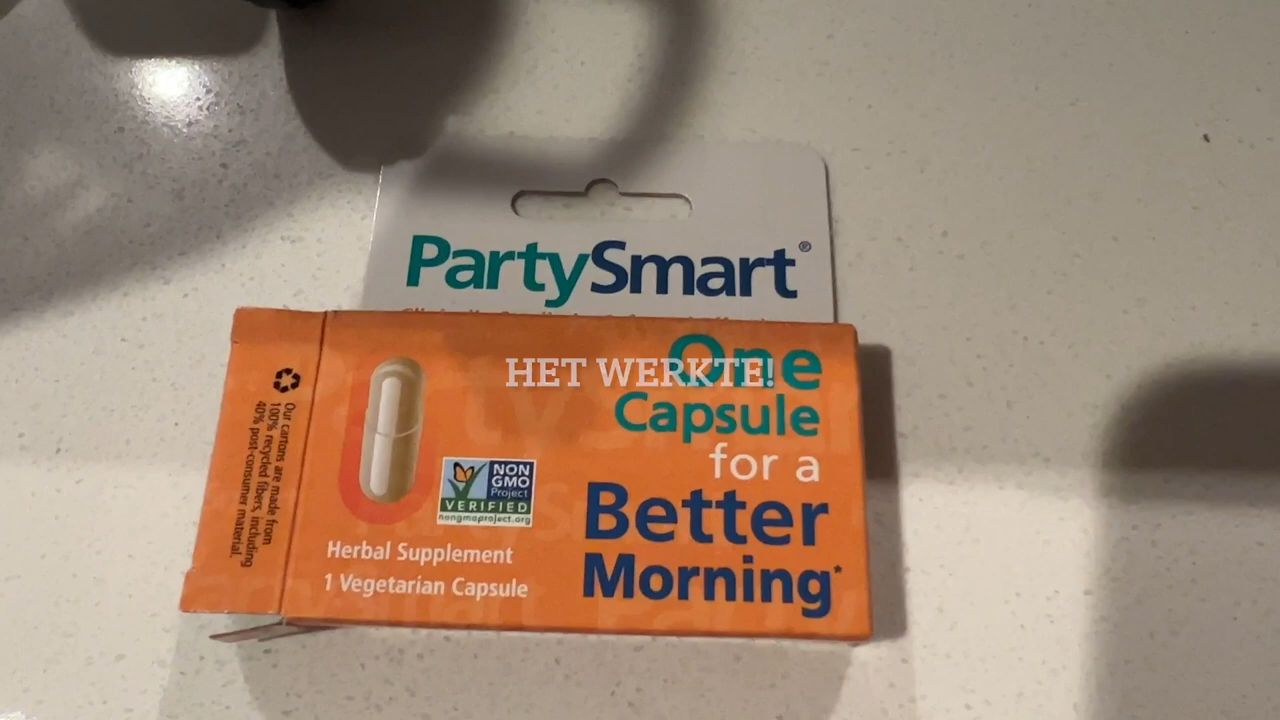 PartySmart®
One
HET WERKTE!
Capsule
for a
Better
Morning*
NON
GMO
Project
VERIFIED
nongmoproject.org
Herbal Supplement
1 Vegetarian Capsule
Our cartons are made from
100% recycled fibers, including
40% post-consumer material.